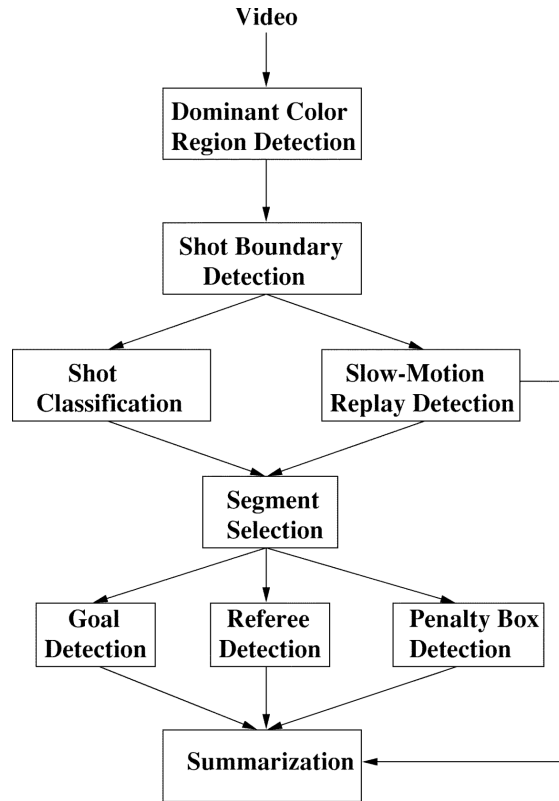 Video
Dominant Color
Region Detection
Shot Boundary
Detection
Shot
Classification
Slow-Motion
Replay Detection
Segment
Selection
Goal
Detection
Referee
Detection
Penalty Box
Detection
Summarization